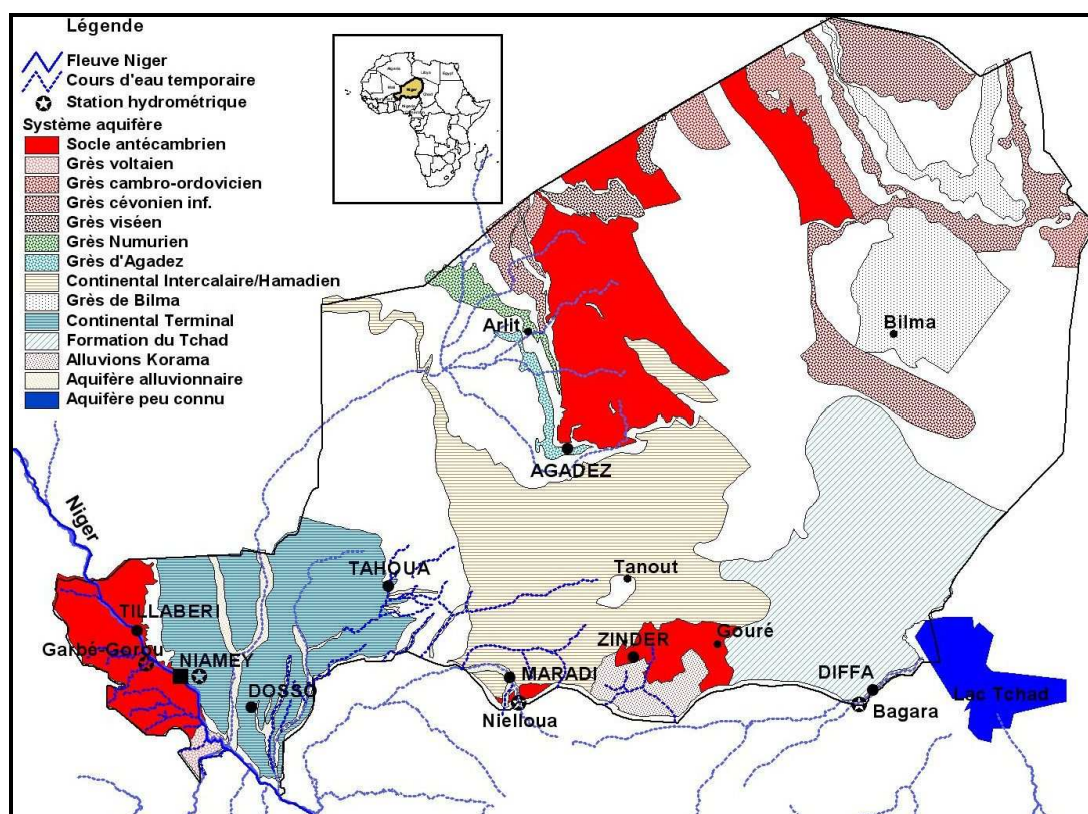 Légende
Fleuve Niger
Cours d'eau temporaire
Station hydrométrique
Système aquifère
Socle antécambrien
Grès voltaien
Grès cambro-ordovicien
Grès cévonien inf.
Grès viséen
Grès Numurien
Grès d'Agadez
Continental Intercalaire/Hamadien
Grès de Bilma
Continental Terminal
Formation du Tchad
Alluvions Korama
Aquifère alluvionnaire
Aquifère peu connu
Niger
Arlit
Bilma
AGADEZ
TAHOUA
Tanout
TILLABERI
Garbé-Gorou
NIAMEY
DOSSO
ZINDER
Gouré
MARADI
Nielloua
DIFFA
Bagara
Lac Tchad